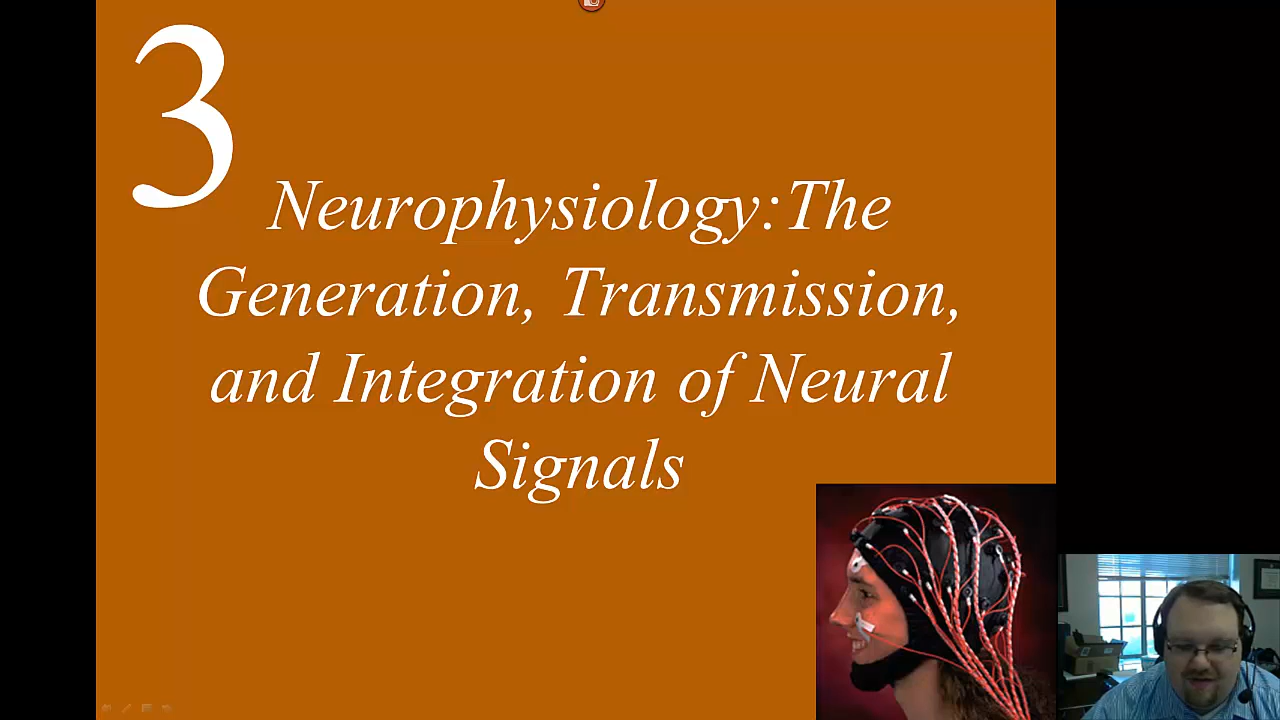 3
Neurophysiology:The
Generation, Transmission,
and Integration of Neural
Signals